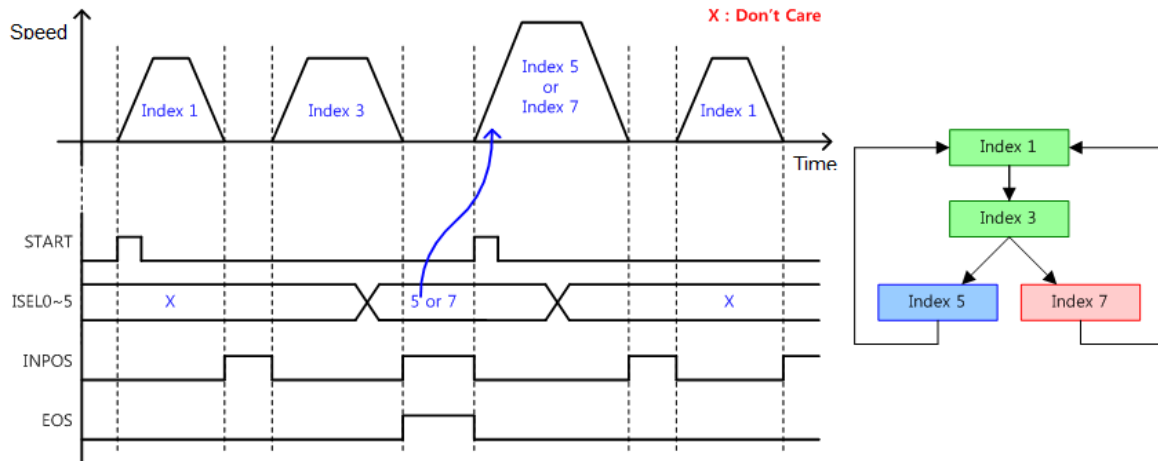 X : Don't Care
Speed
Index 1
Index 3
Index 5
or
Index 7
Index 1
Time
START
ISEL0~5
X
5 or 7
X
INPOS
EOS
Index 1
Index 3
Index 5
Index 7